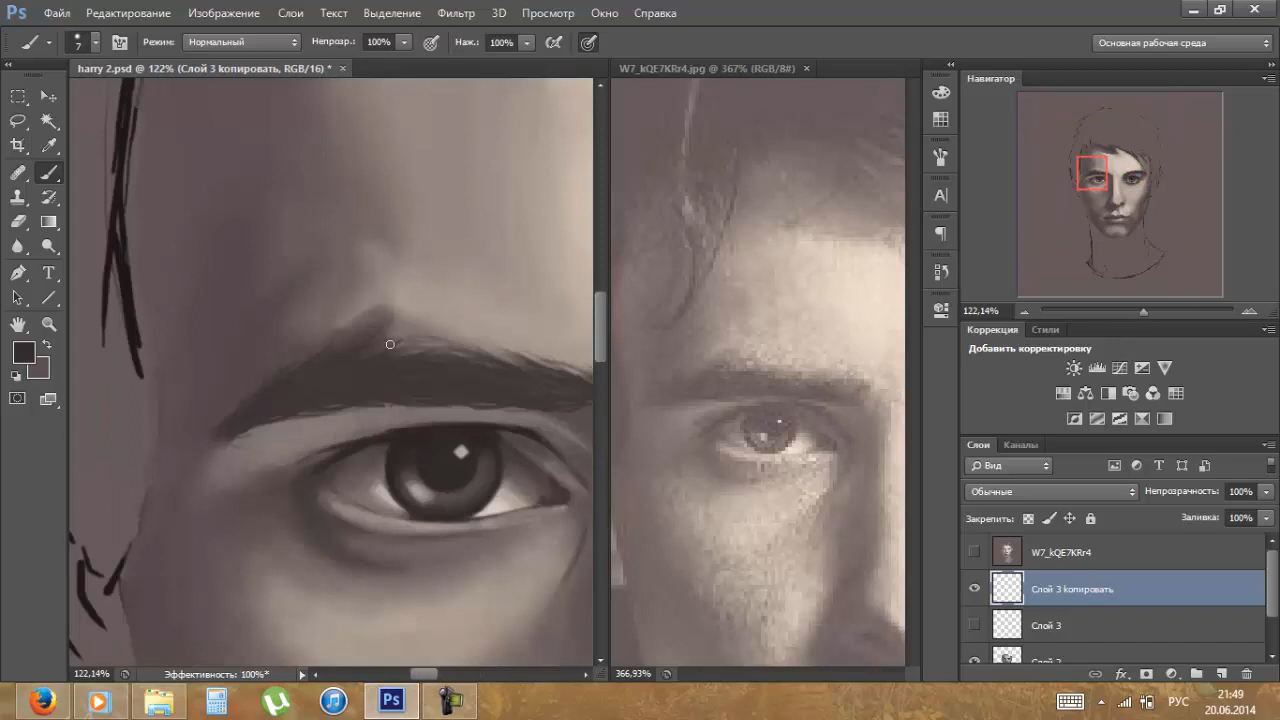 Ps Файл Редактирование Изображение Слои Текст Выделение Фильтр 3D Просмотр Окно Справка
7 Режим: Нормальный Непрозр.: 100% Наж.: 100% Основная рабочая среда
harry 2.psd @ 122% (Слой 3 копировать, RGB/16) *
W7_kQE7KRr4.jpg @ 367% (RGB/8#)
Навигатор
122,14%
Коррекция Стили
Добавить корректировку
Слои Каналы
Вид
Обычные Непрозрачность: 100%
Закрепить: Заливка: 100%
W7_kQE7KRr4
Слой 3 копировать
Слой 3
122,14% Эффективность: 100%*
366,93%
Ps
РУС
21:49
20.06.2014